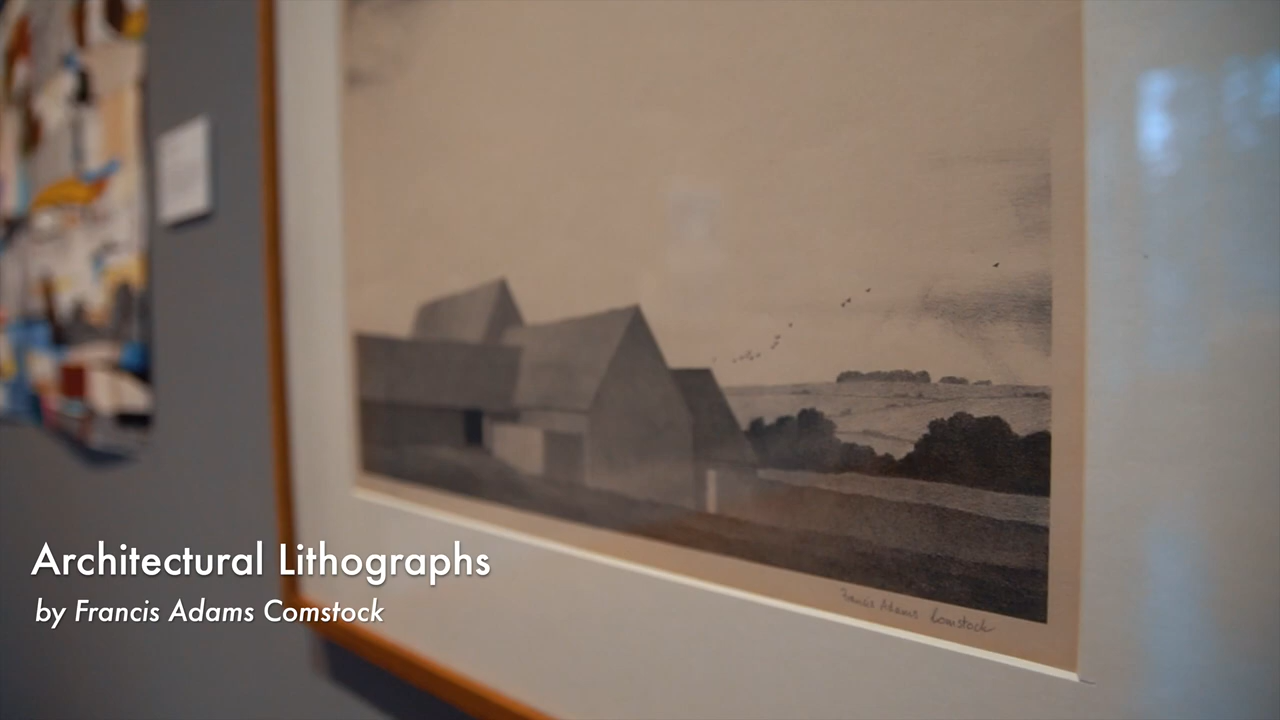 Architectural Lithographs
by Francis Adams Comstock
Francis Adams Comstock